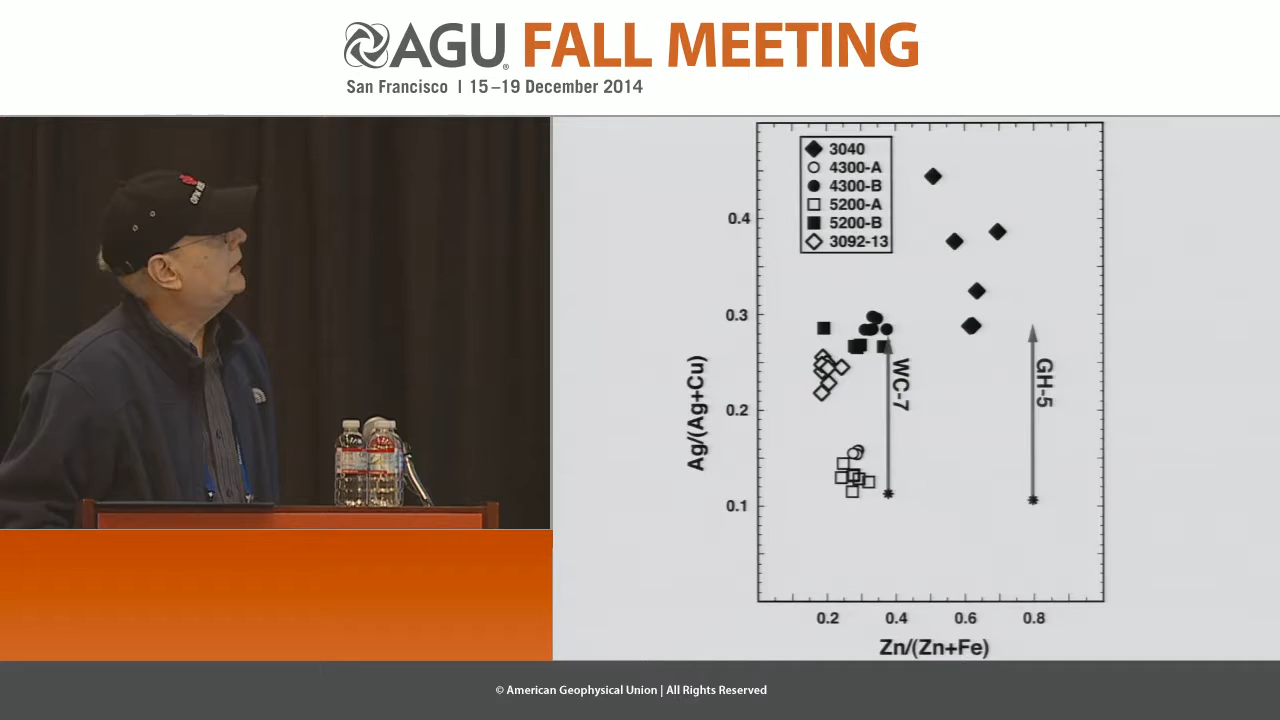 AGU FALL MEETING
San Francisco | 15–19 December 2014
3040
4300-A
4300-B
5200-A
5200-B
3092-13
0.4
0.3
0.2
0.1
Ag/(Ag+Cu)
WC-7
GH-5
0.2 0.4 0.6 0.8
Zn/(Zn+Fe)
© American Geophysical Union | All Rights Reserved